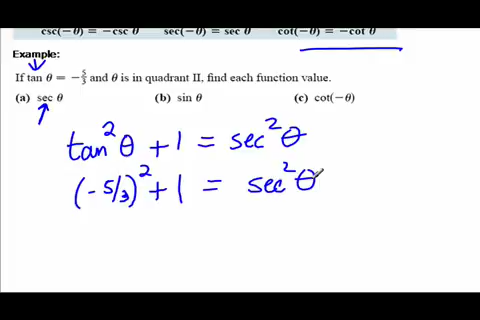 csc(−θ) = −csc θ sec(−θ) = sec θ cot(−θ) = −cot θ
Example:
If tan θ = −5/3 and θ is in quadrant II, find each function value.
(a) sec θ (b) sin θ (c) cot(−θ)
tan²θ + 1 = sec²θ
(-5/3)² + 1 = sec²θ